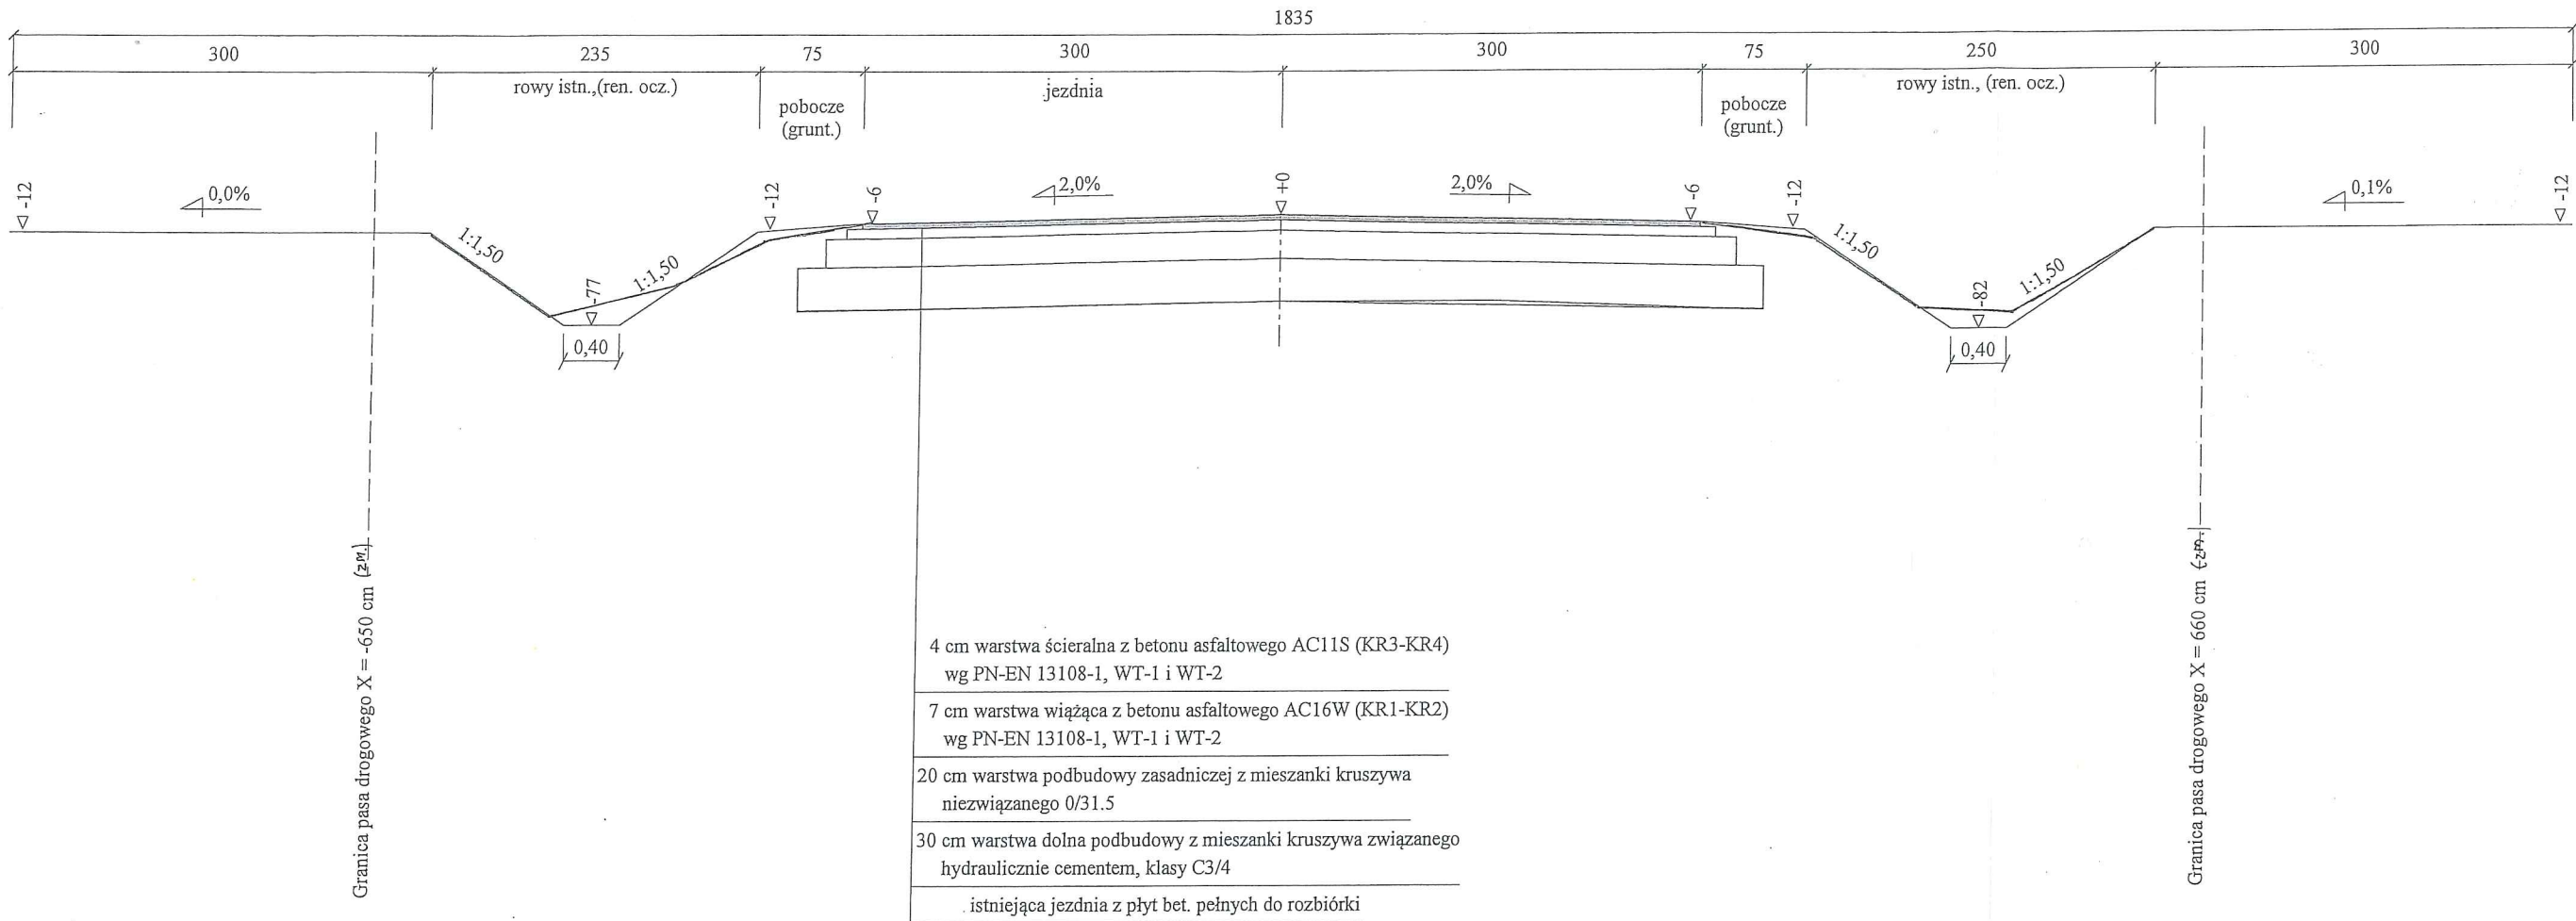 1835
300 235 75 300 300 75 250 300
rowy istn.,(ren. ocz.) jezdnia rowy istn., (ren. ocz.)
pobocze pobocze
(grunt.) (grunt.)
-12 0,0% -12 -6 2,0% +0 2,0% -6 -12 0,1% -12
1:1,50 1:1,50 -77 1:1,50 -82 1:1,50
0,40 0,40
Granica pasa drogowego X = -650 cm (zm.)
Granica pasa drogowego X = 660 cm (zm.)
4 cm warstwa ścieralna z betonu asfaltowego AC11S (KR3-KR4)
wg PN-EN 13108-1, WT-1 i WT-2
7 cm warstwa wiążąca z betonu asfaltowego AC16W (KR1-KR2)
wg PN-EN 13108-1, WT-1 i WT-2
20 cm warstwa podbudowy zasadniczej z mieszanki kruszywa
niezwiązanego 0/31.5
30 cm warstwa dolna podbudowy z mieszanki kruszywa związanego
hydraulicznie cementem, klasy C3/4
istniejąca jezdnia z płyt bet. pełnych do rozbiórki